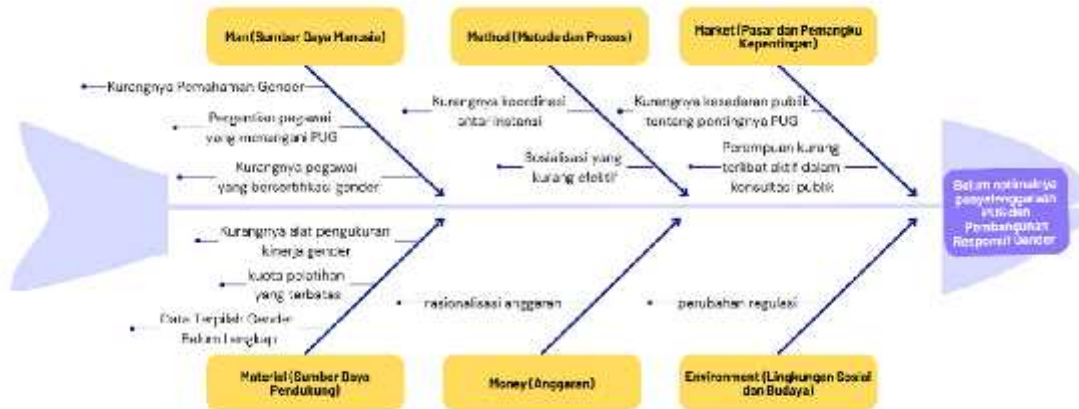 Man (Sumber Daya Manusia)
Method (Metode dan Proses)
Market (Pasar dan Pemangku
Kepentingan)
Kurangnya Pemahaman Gender
Pergantian pegawai
yang menangani PUG
Kurangnya pegawai
yang bersertifikasi gender
Kurangnya koordinasi
antar instansi
Sosialisasi yang
kurang efektif
Kurangnya kesadaran publik
tentang pentingnya PUG
Perempuan kurang
terlibat aktif dalam
konsultasi publik
Belum optimalnya
penyelenggaraan
PUG dan
Pembangunan
Responsif Gender
Kurangnya alat pengukuran
kinerja gender
kuota pelatihan
yang terbatas
Data Terpilah Gender
Belum Lengkap
rasionalisasi anggaran
perubahan regulasi
Material (Sumber Daya
Pendukung)
Money (Anggaran)
Environment (Lingkungan Sosial
dan Budaya)